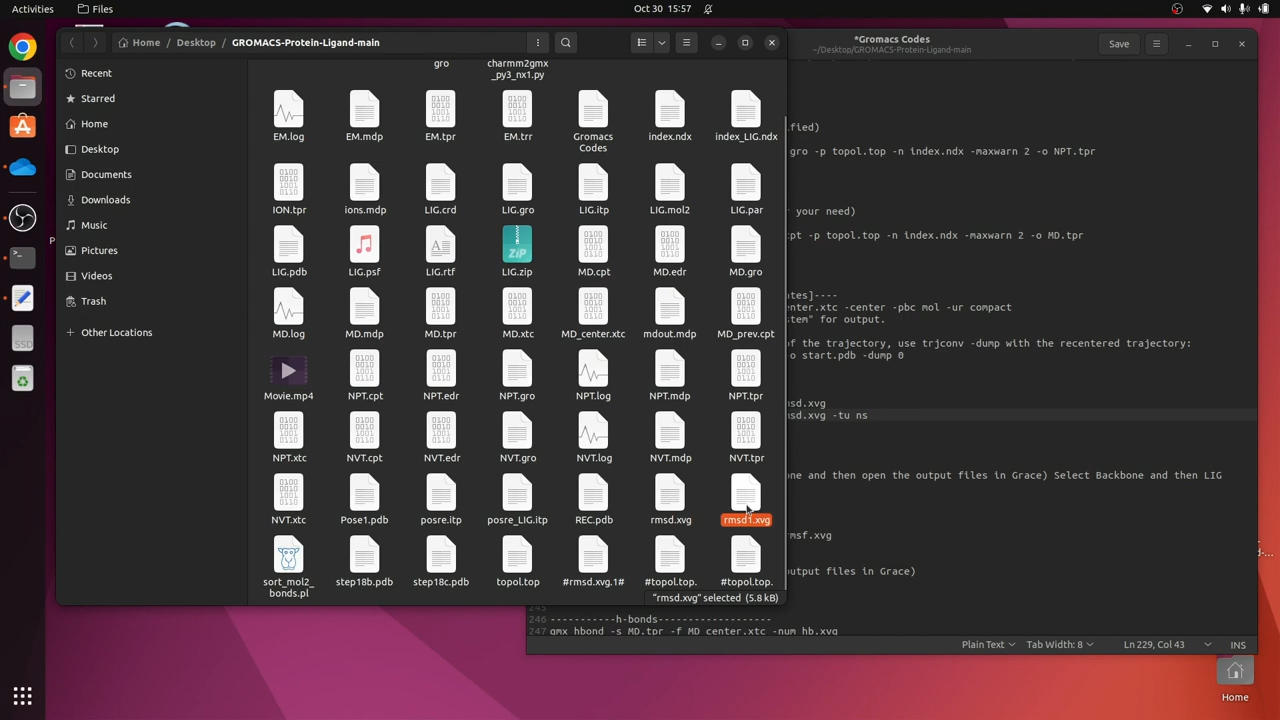 Activities
Files
Oct 30 15:57
Home
Desktop
GROMACS-Protein-Ligand-main
*Gromacs Codes
~/Desktop/GROMACS-Protein-Ligand-main
Save
Recent
Starred
Home
Desktop
Documents
Downloads
Music
Pictures
Videos
Trash
Other Locations
gro
charmm2gmx
_py3_nx1.py
EM.log
EM.mdp
EM.tpr
EM.trr
Gromacs
Codes
index.ndx
index_LIG.ndx
ION.tpr
ions.mdp
LIG.crd
LIG.gro
LIG.itp
LIG.mol2
LIG.par
LIG.pdb
LIG.psf
LIG.rtf
ZIP
LIG.zip
MD.cpt
MD.edr
MD.gro
MD.log
MD.mdp
MD.tpr
MD.xtc
MD_center.xtc
mdout.mdp
MD_prev.cpt
Movie.mp4
NPT.cpt
NPT.edr
NPT.gro
NPT.log
NPT.mdp
NPT.tpr
NPT.xtc
NVT.cpt
NVT.edr
NVT.gro
NVT.log
NVT.mdp
NVT.tpr
NVT.xtc
Pose1.pdb
posre.itp
posre_LIG.itp
REC.pdb
rmsd.xvg
rmsd1.xvg
sort_mol2_
bonds.pl
step18b.pdb
step18c.pdb
topol.top
#rmsd.xvg.1#
#topol.top.
#topol.top.
"rmsd.xvg" selected (5.8 kB)
fied)
gro -p topol.top -n index.ndx -maxwarn 2 -o NPT.tpr
your need)
pt -p topol.top -n index.ndx -maxwarn 2 -o MD.tpr
tes]----
nter.xtc -center -pbc mol -ur compact
tem" for output.
of the trajectory, use trjconv -dump with the recentered trajectory:
o start.pdb -dump 0
msd.xvg
msd.xvg -tu ns
one and then open the output files in Grace) Select Backbone and then LIG
rmsf.xvg
output files in Grace)
245
246 -----------h-bonds-------------------
247 gmx hbond -s MD.tpr -f MD_center.xtc -num hb.xvg
Plain Text
Tab Width: 8
Ln 229, Col 43
INS
SSD
Home